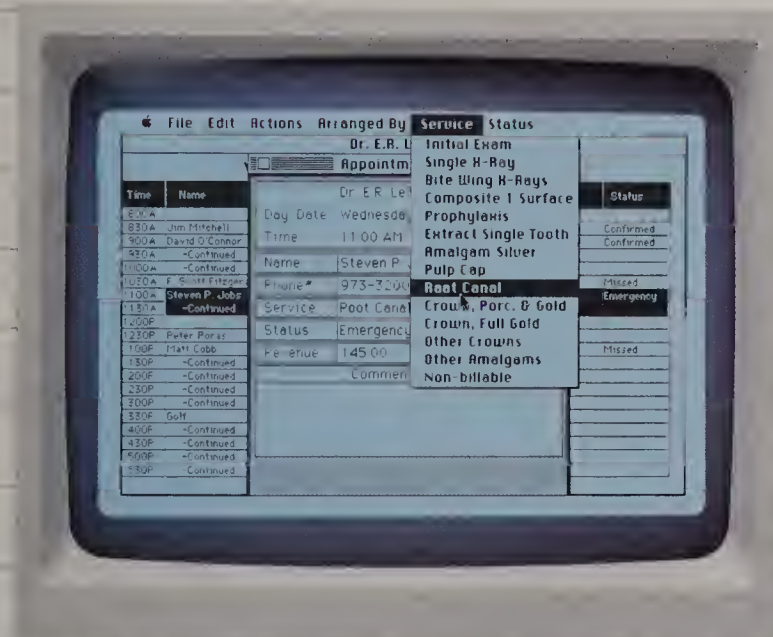 File Edit Actions Arranged By Service Status
Dr. E.R. L
Appointm
Time Name Status
800A
830A Jim Mitchell Confirmed
900A David O'Connor Confirmed
930A -Continued
1000A -Continued
1030A F. Scott Fitzger Missed
1100A Steven P. Jobs Emergency
1130A -Continued
1200P
1230P Peter Poras
100P Matt Cobb Missed
130P -Continued
200P -Continued
230P -Continued
300P -Continued
330P Golf
400P -Continued
430P -Continued
500P -Continued
530P -Continued
Dr. E.R. Le
Day Date Wednesda
Time 11:00 AM
Name Steven P. J
Phone# 973-3200
Service Root Canal
Status Emergency
Revenue 145.00
Commen
Initial Exam
Single X-Ray
Bite Wing X-Rays
Composite 1 Surface
Prophylaxis
Extract Single Tooth
Amalgam Silver
Pulp Cap
Root Canal
Crown, Porc. & Gold
Crown, Full Gold
Other Crowns
Other Amalgams
Non-billable